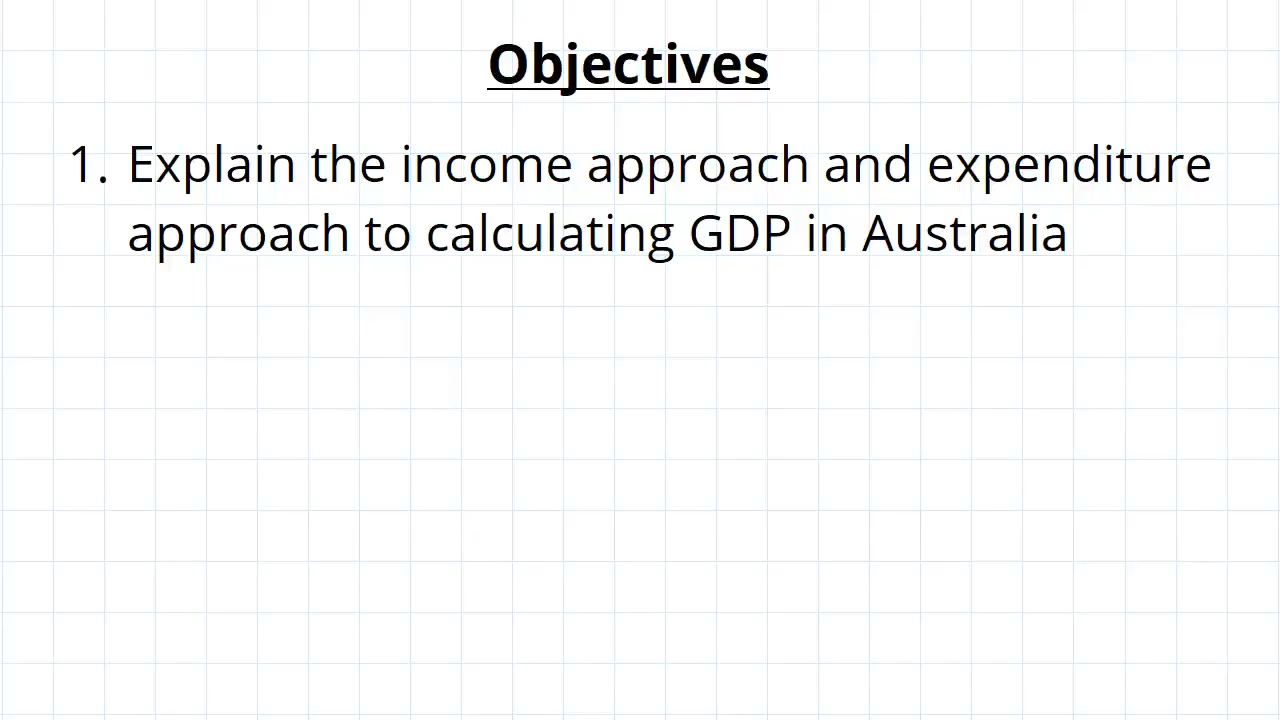 Objectives
1. Explain the income approach and expenditure
approach to calculating GDP in Australia